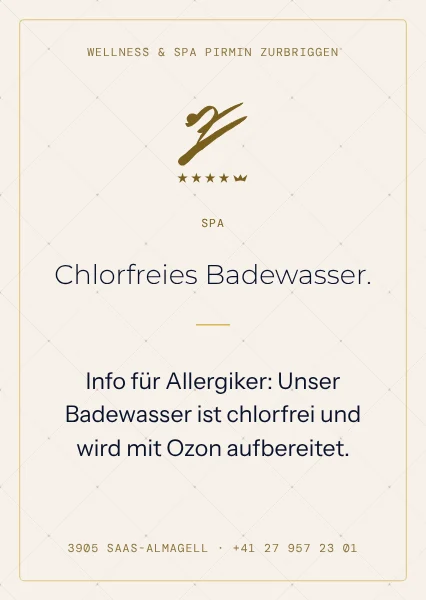 WELLNESS & SPA PIRMIN ZURBRIGGEN
SPA
Chlorfreies Badewasser.
Info für Allergiker: Unser
Badewasser ist chlorfrei und
wird mit Ozon aufbereitet.
3905 SAAS-ALMAGELL · +41 27 957 23 01